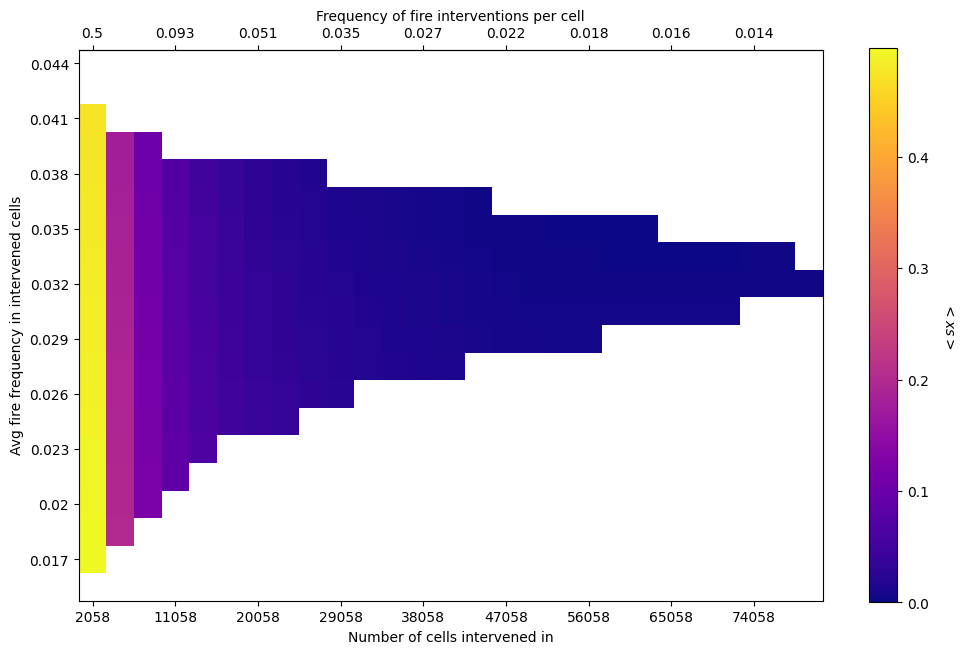 Frequency of fire interventions per cell
0.5 0.093 0.051 0.035 0.027 0.022 0.018 0.016 0.014
Avg fire frequency in intervened cells
0.044
0.041
0.038
0.035
0.032
0.029
0.026
0.023
0.02
0.017
2058 11058 20058 29058 38058 47058 56058 65058 74058
Number of cells intervened in
0.4
0.3
0.2
0.1
0.0
< sx >